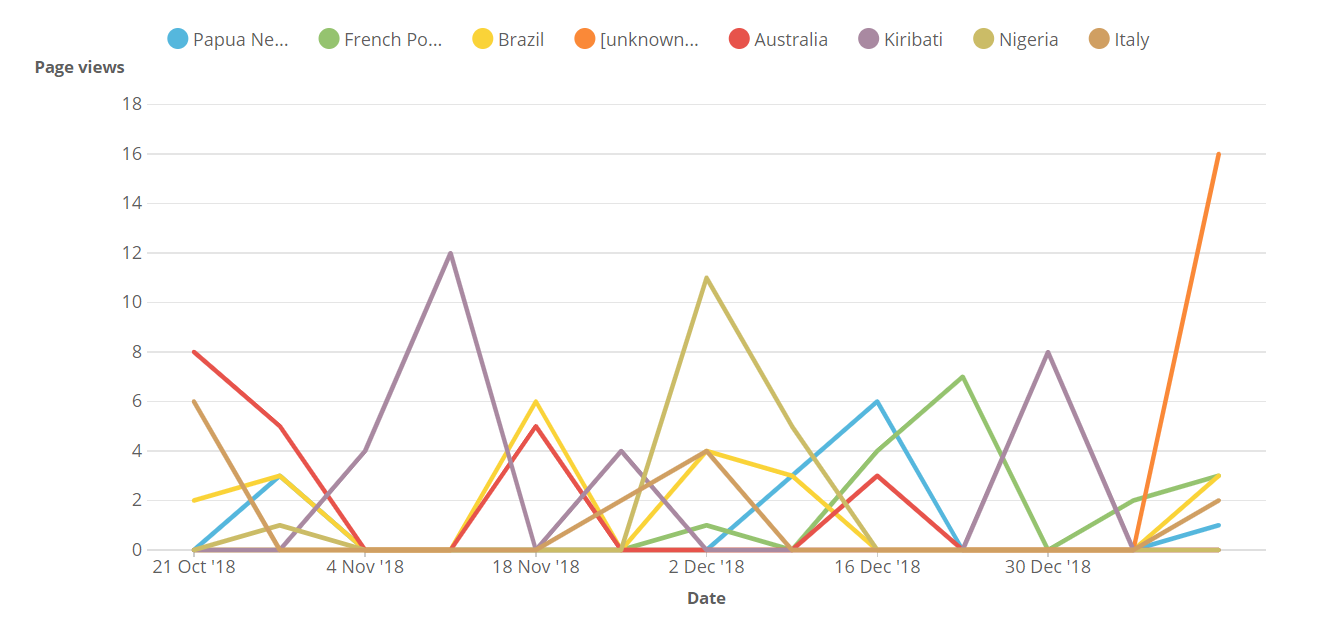 Papua Ne... French Po... Brazil [unknown... Australia Kiribati Nigeria Italy
Page views
18
16
14
12
10
8
6
4
2
0
21 Oct '18 4 Nov '18 18 Nov '18 2 Dec '18 16 Dec '18 30 Dec '18
Date